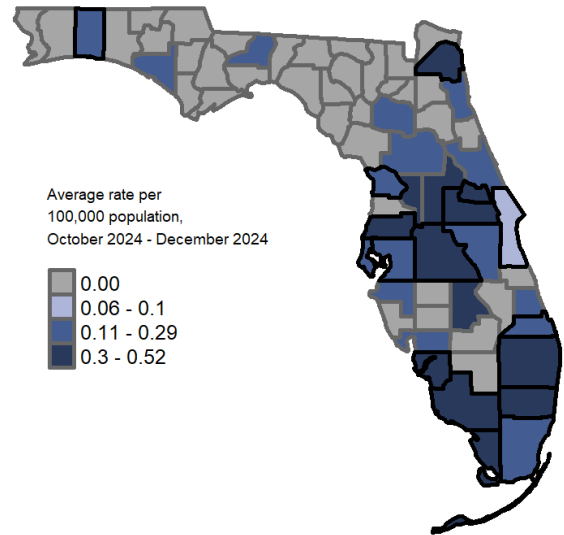 Average rate per
100,000 population,
October 2024 - December 2024
0.00
0.06 - 0.1
0.11 - 0.29
0.3 - 0.52